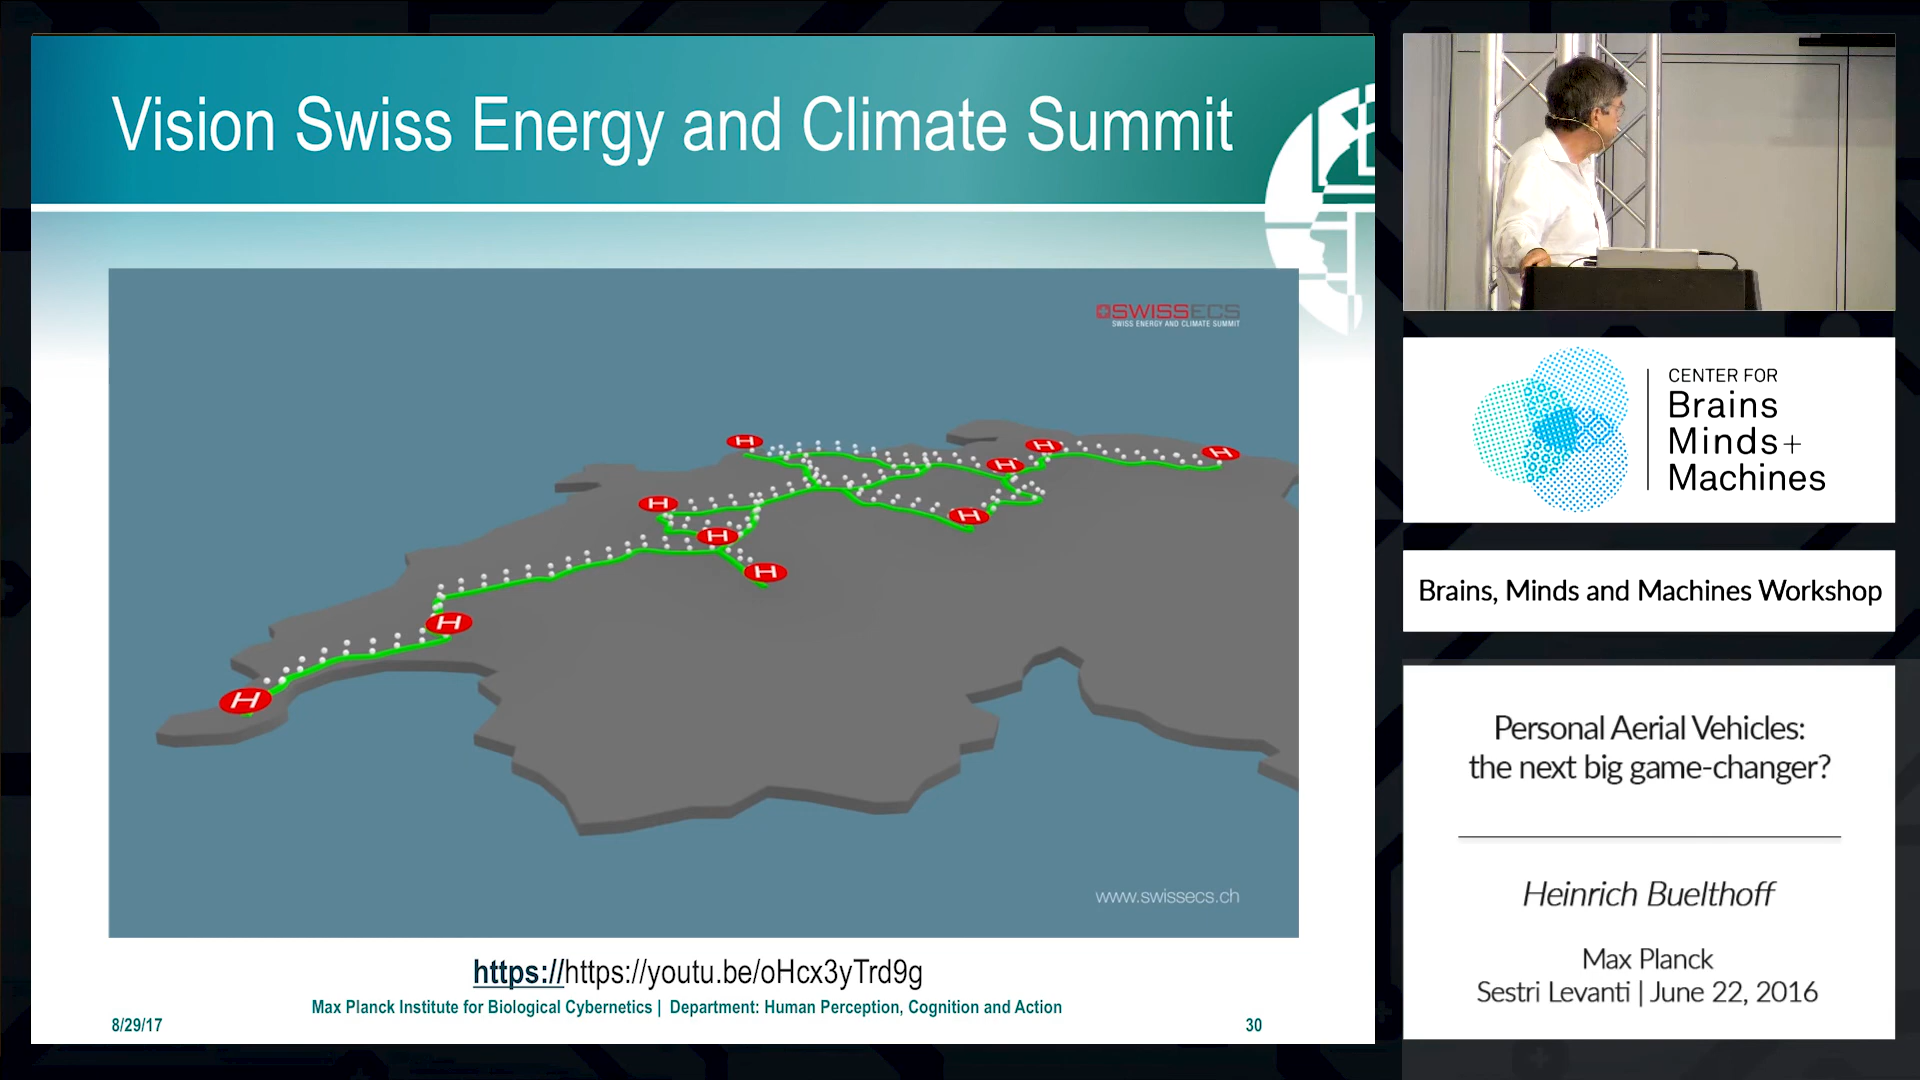 Vision Swiss Energy and Climate Summit
SWISSECS
SWISS ENERGY AND CLIMATE SUMMIT
H
H
H
H
H
H
H
H
H
H
H
www.swissecs.ch
https://https://youtu.be/oHcx3yTrd9g
Max Planck Institute for Biological Cybernetics | Department: Human Perception, Cognition and Action
8/29/17
30
CENTER FOR
Brains
Minds+
Machines
Brains, Minds and Machines Workshop
Personal Aerial Vehicles:
the next big game-changer?
Heinrich Buelthoff
Max Planck
Sestri Levanti | June 22, 2016